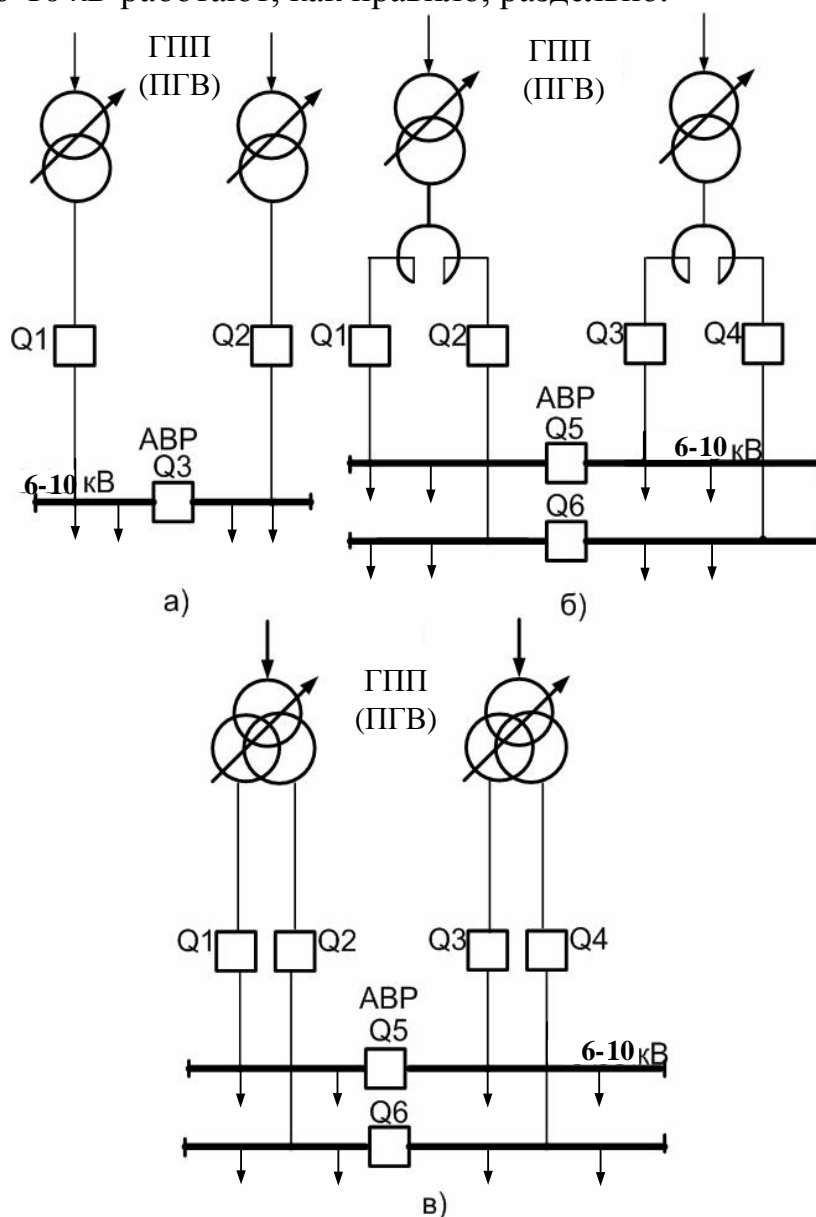 10 кВ работают, как правило, раздельно.
ГПП
(ПГВ)
Q1
Q2
АВР
Q3
6-10 кВ
а)
ГПП
(ПГВ)
Q1
Q2
Q3
Q4
АВР
Q5
6-10 кВ
Q6
б)
ГПП
(ПГВ)
Q1
Q2
Q3
Q4
АВР
Q5
6-10 кВ
Q6
в)